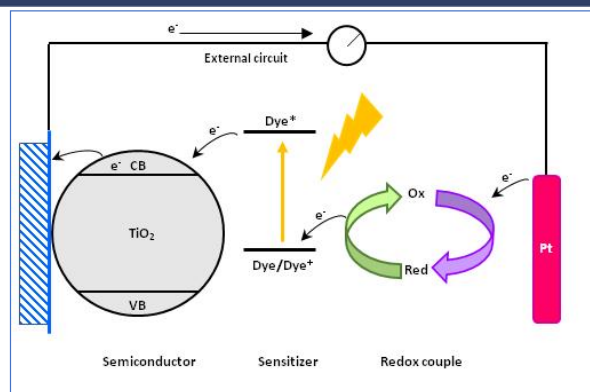 e-
External circuit
Dye*
e-
e- CB
e-
Ox
e-
TiO₂
Pt
Red
Dye/Dye⁺
VB
Semiconductor Sensitizer Redox couple